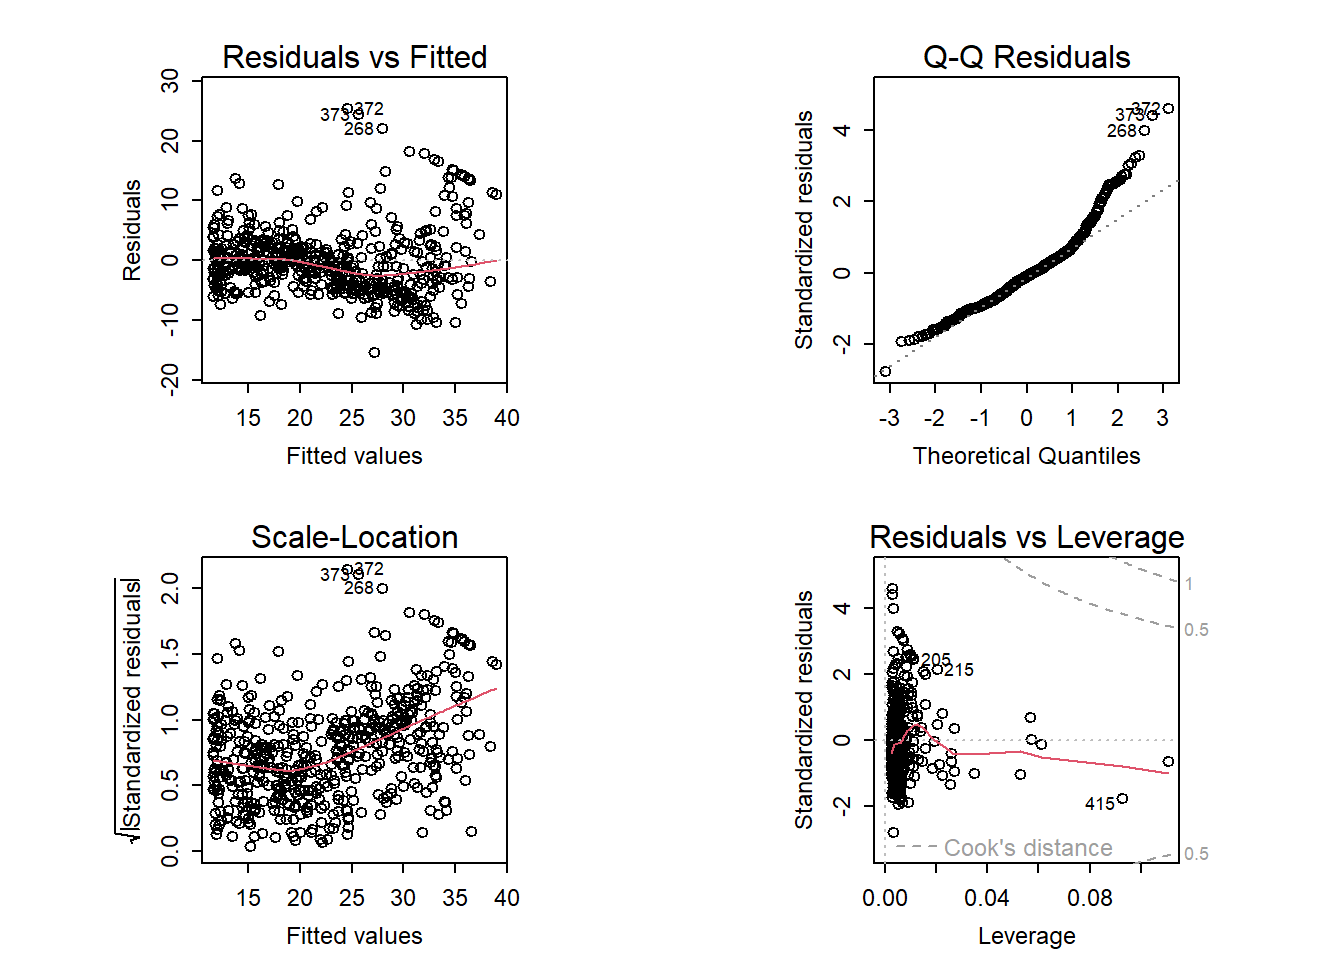 Residuals vs Fitted
Residuals
30
20
10
0
-10
-20
372
373
268
15 20 25 30 35 40
Fitted values
Q-Q Residuals
Standardized residuals
4
2
0
-2
372
373
268
-3 -2 -1 0 1 2 3
Theoretical Quantiles
Scale-Location
√|Standardized residuals|
2.0
1.5
1.0
0.5
0.0
372
373
268
15 20 25 30 35 40
Fitted values
Residuals vs Leverage
Standardized residuals
4
2
0
-2
1
0.5
205
215
415
Cook's distance
0.5
0.00 0.04 0.08
Leverage